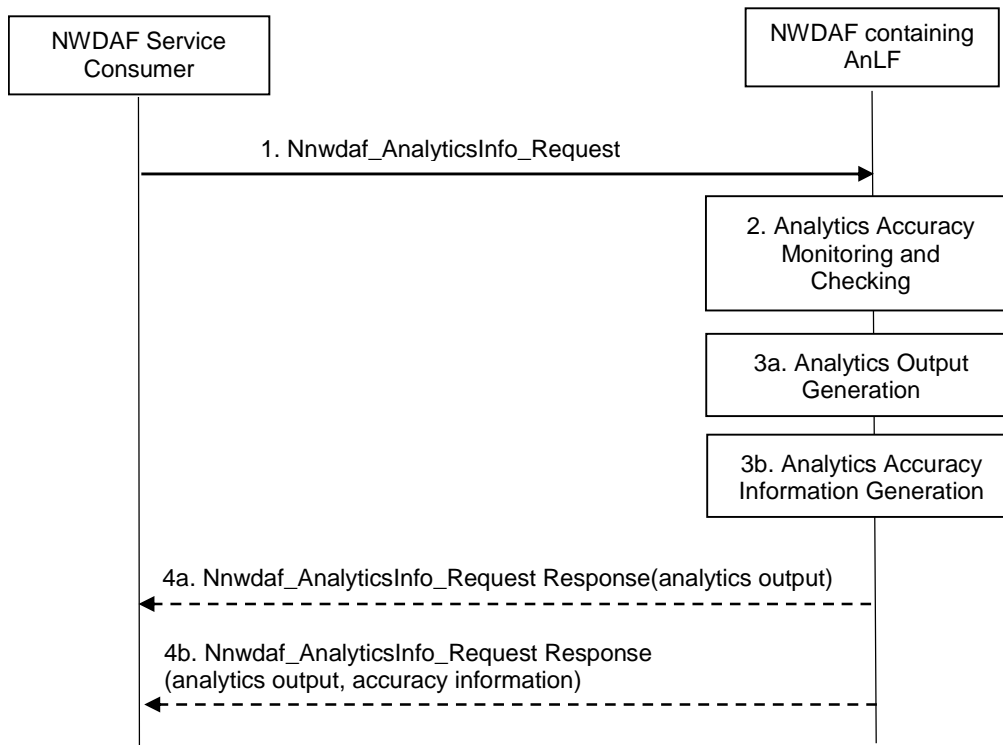 NWDAF Service
Consumer
NWDAF containing
AnLF
1. Nnwdaf_AnalyticsInfo_Request
2. Analytics Accuracy
Monitoring and
Checking
3a. Analytics Output
Generation
3b. Analytics Accuracy
Information Generation
4a. Nnwdaf_AnalyticsInfo_Request Response(analytics output)
4b. Nnwdaf_AnalyticsInfo_Request Response
(analytics output, accuracy information)